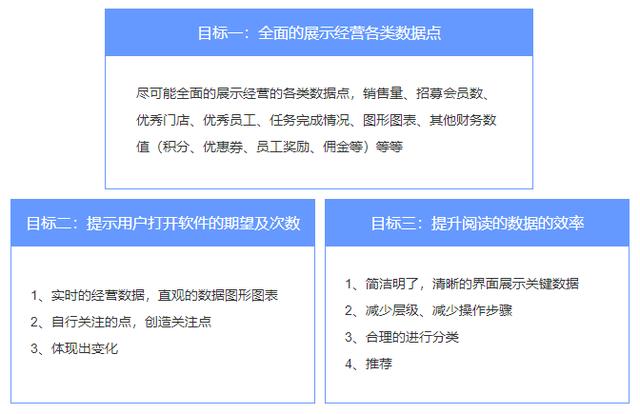 目标一：全面的展示经营各类数据点
尽可能全面的展示经营的各类数据点，销售量、招募会员数、
优秀门店、优秀员工、任务完成情况、图形图表、其他财务数
值（积分、优惠券、员工奖励、佣金等）等等
目标二：提示用户打开软件的期望及次数
1、实时的经营数据，直观的数据图形图表
2、自行关注的点，创造关注点
3、体现出变化
目标三：提升阅读的数据的效率
1、简洁明了，清晰的界面展示关键数据
2、减少层级、减少操作步骤
3、合理的进行分类
4、推荐